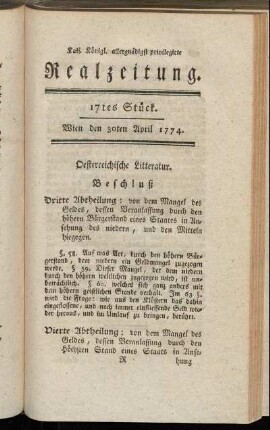 Kais. Königl. allergnädigst privilegirte
Realzeitung.
17tes Stück.
Wien den 30ten April 1774.
Oesterreichische Litteratur.
Beschluß
Dritte Abtheilung: von dem Mangel des
Geldes, dessen Veranlassung durch den
höhern Bürgerstand eines Staates in An-
sehung des niedern, und den Mitteln
hiegegen.
§. 58. Auf was Art, durch den höhern Bür-
gerstand, dem niedern ein Geldmangel zugezogen
werde. §. 59. Dieser Mangel, der dem niedern
durch den höhern weltlichen zugezogen wird, ist un-
beträchtlich, §. 60. welcher sich ganz anders mit
dem höhern geistlichen Stande verhält. Im 63 §.
wird die Frage: wie aus den Klöstern das dahin
eingefloßene, und noch immer einfließende Geld wie-
der heraus, und im Umlauf zu bringen, berühret.
Vierte Abtheilung: von dem Mangel des
Geldes, dessen Veranlassung durch den
Höchsten Stand eines Staats in Anse-
R hung